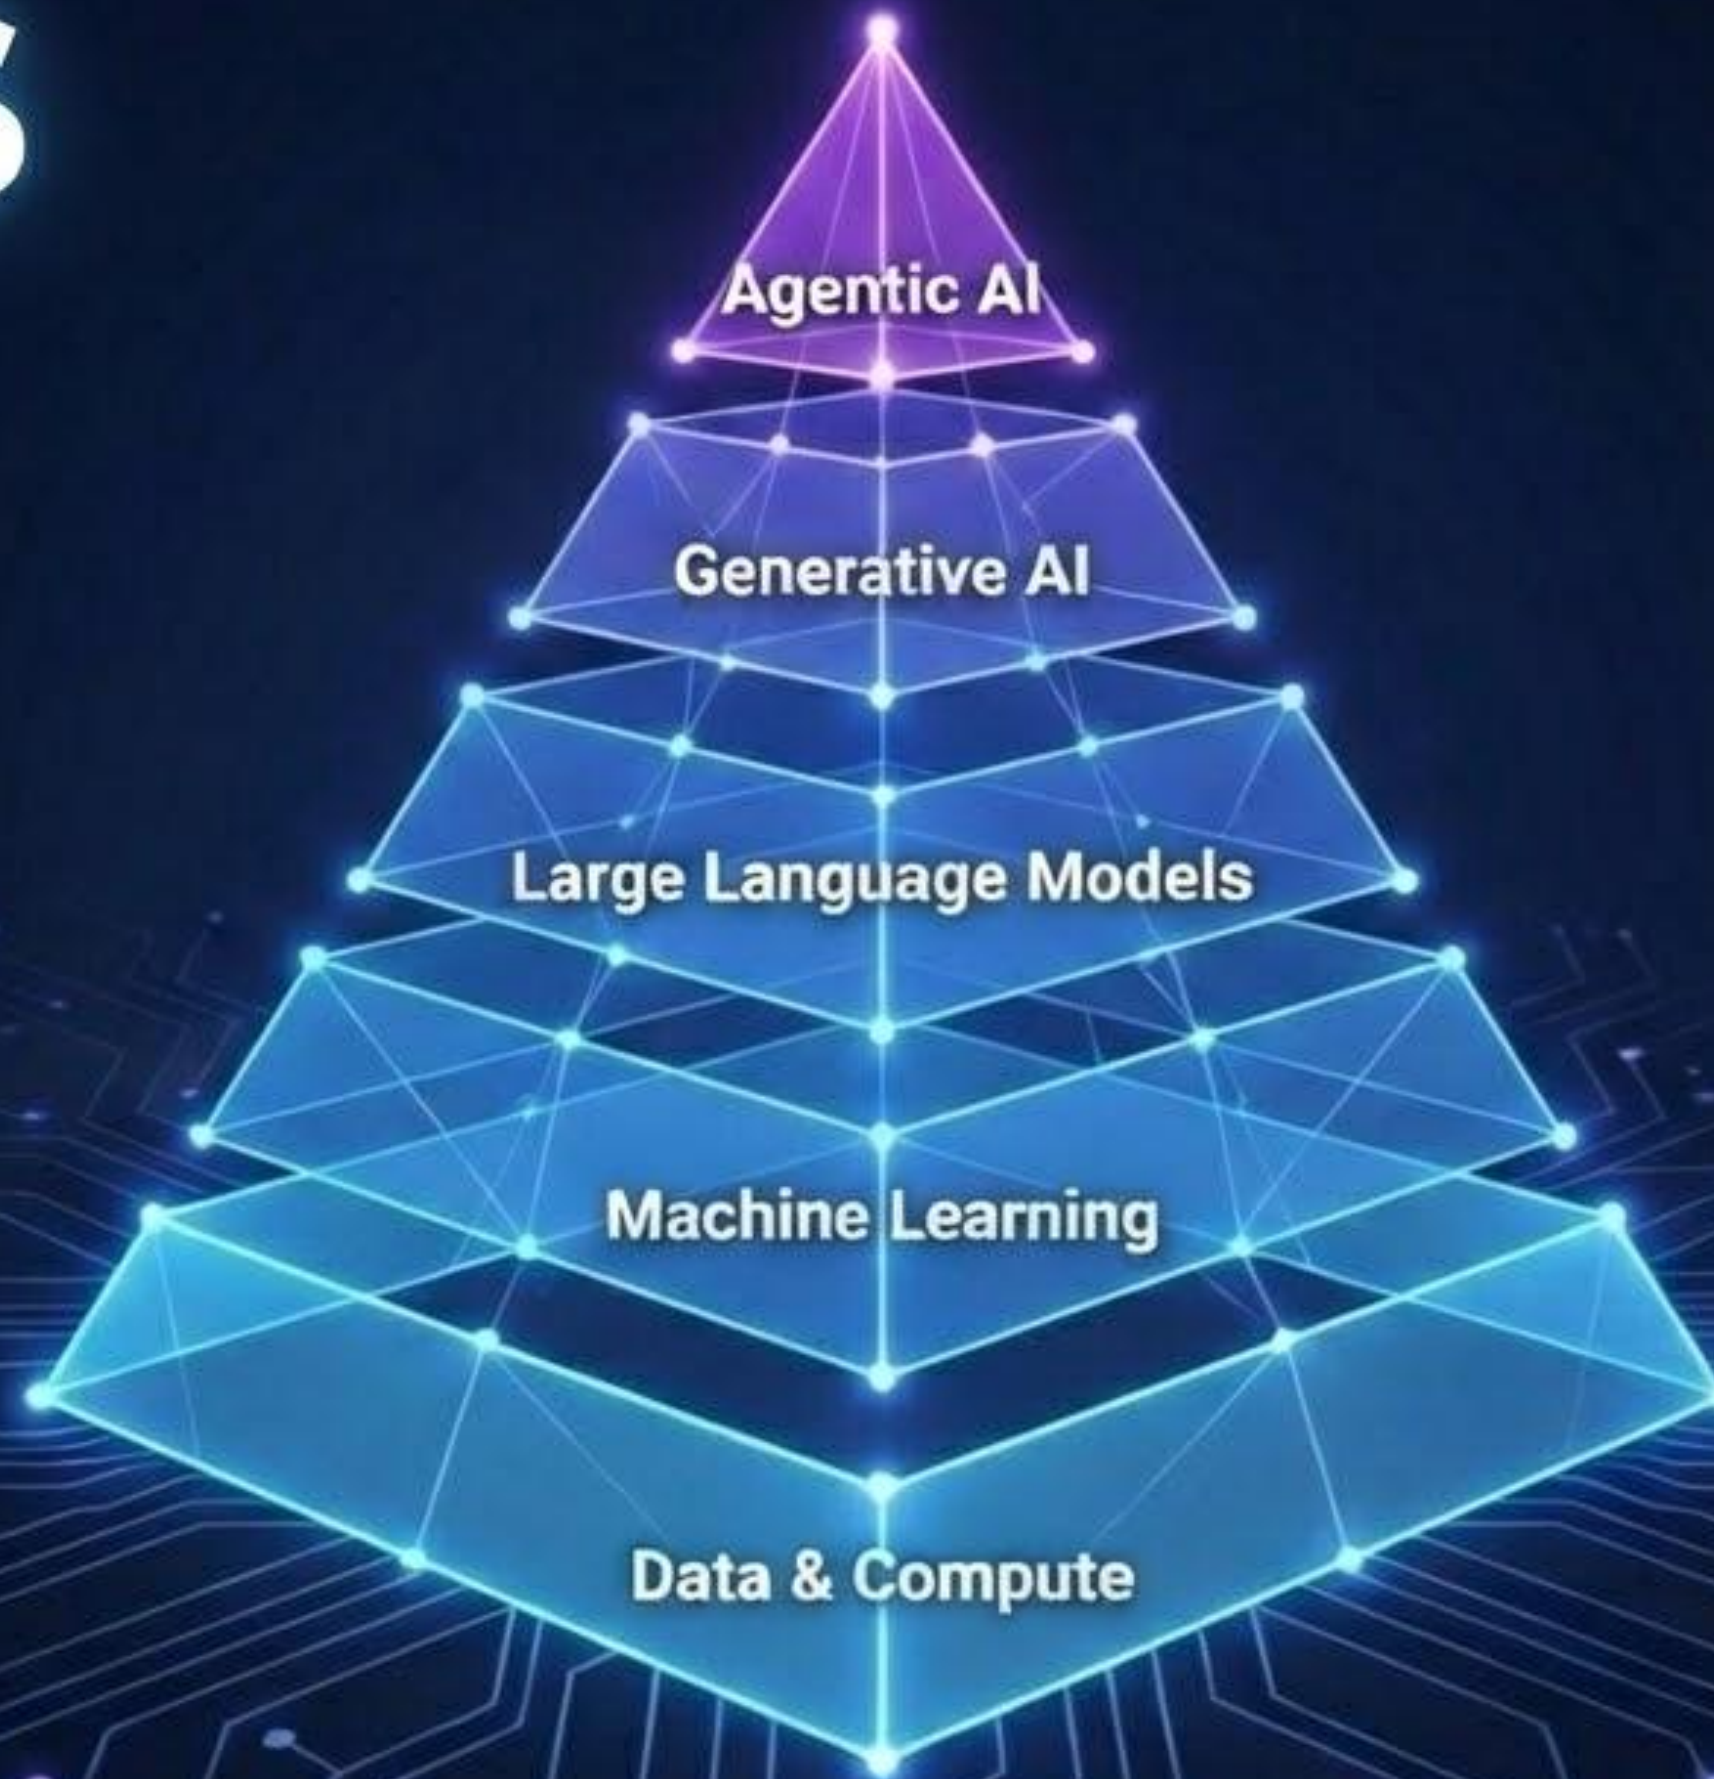 Agentic AI
Generative AI
Large Language Models
Machine Learning
Data & Compute